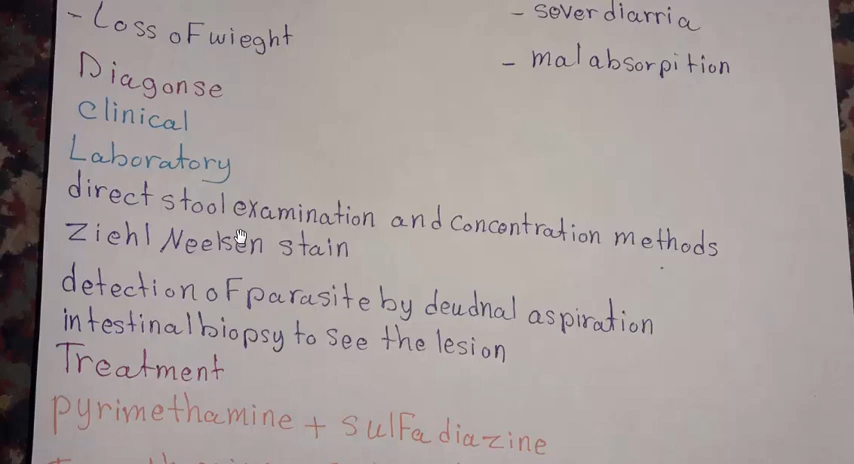 - Loss of wieght
- sever diarria
- malabsorpition
Diagonse
Clinical
Laboratory
direct stool examination and concentration methods
Ziehl Neelsen stain
detection of parasite by deudnal aspiration
intestinal biopsy to see the lesion
Treatment
pyrimethamine + sulfadiazine